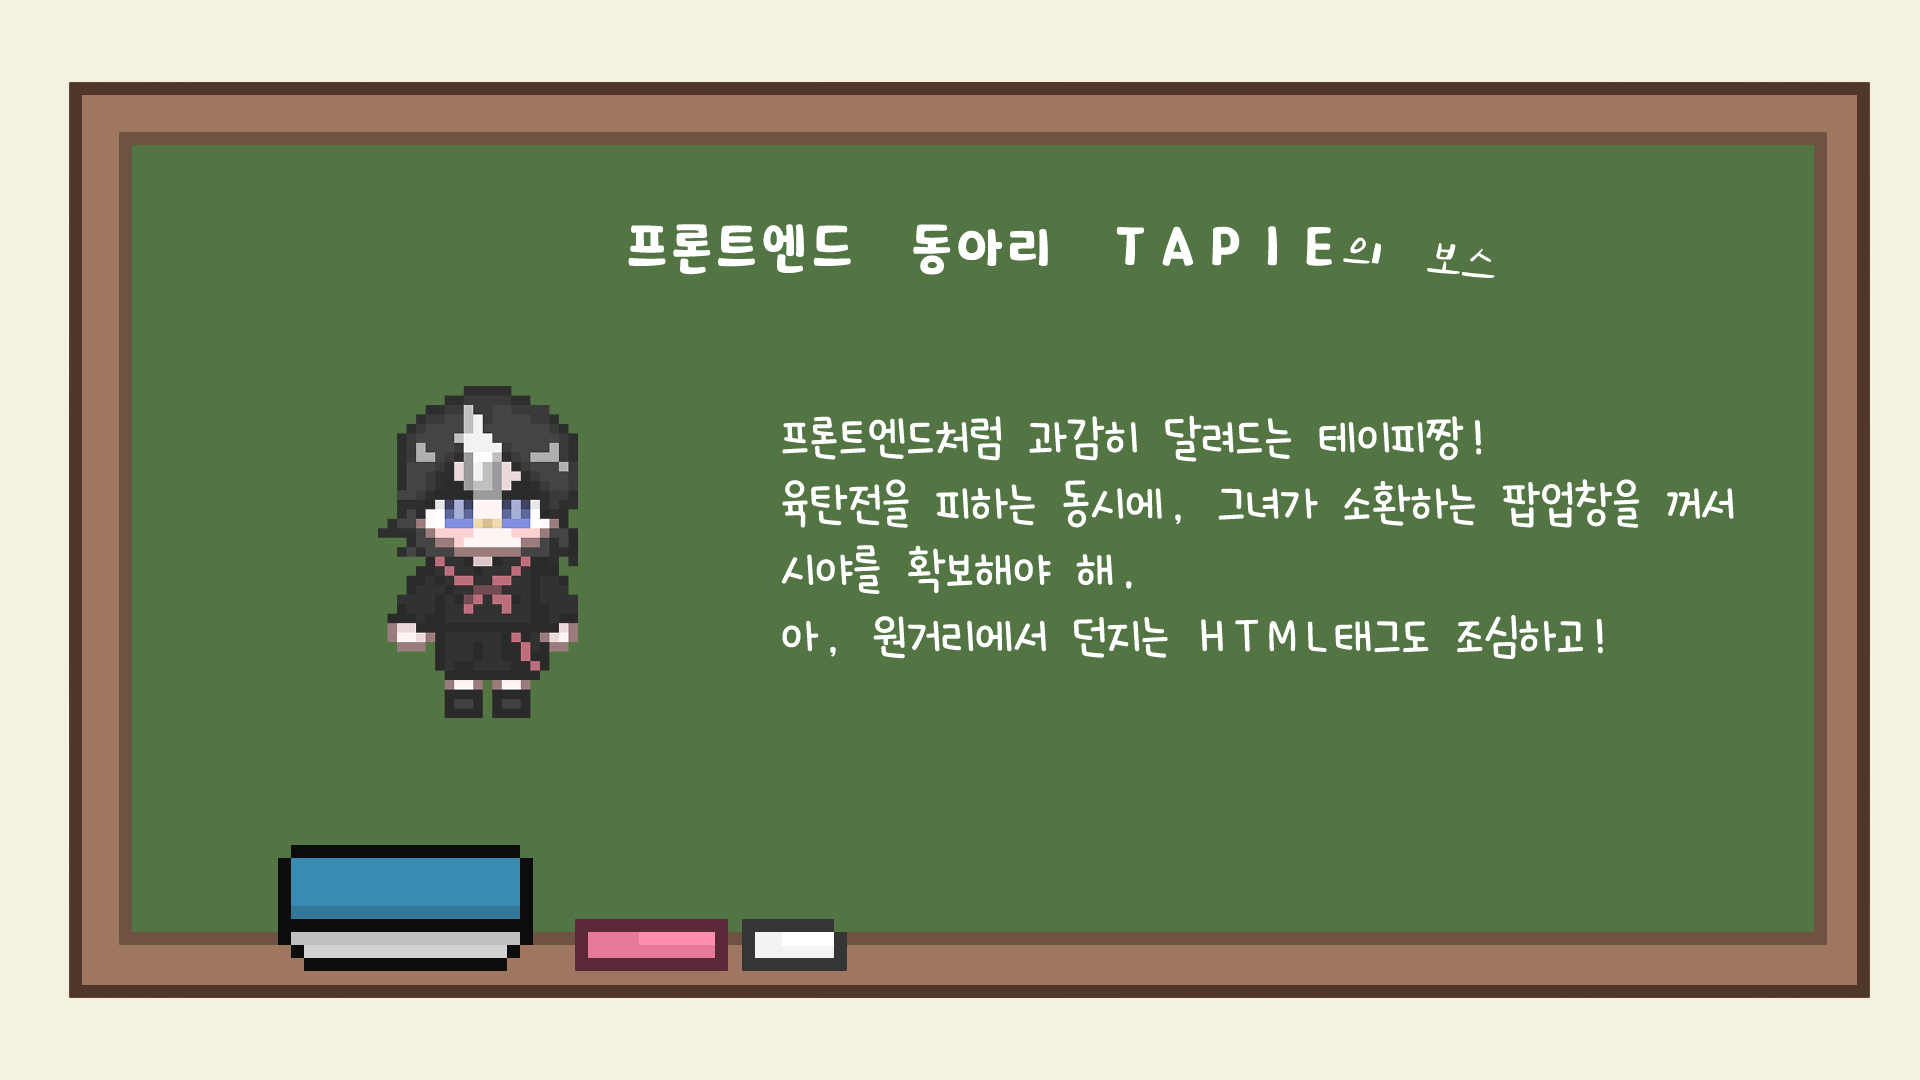 프론트엔드 동아리 TAPIE의 보스
프론트엔드처럼 과감히 달려드는 테이피짱!
육탄전을 피하는 동시에, 그녀가 소환하는 팝업창을 꺼서
시야를 확보해야 해.
아, 원거리에서 던지는 HTML태그도 조심하고!